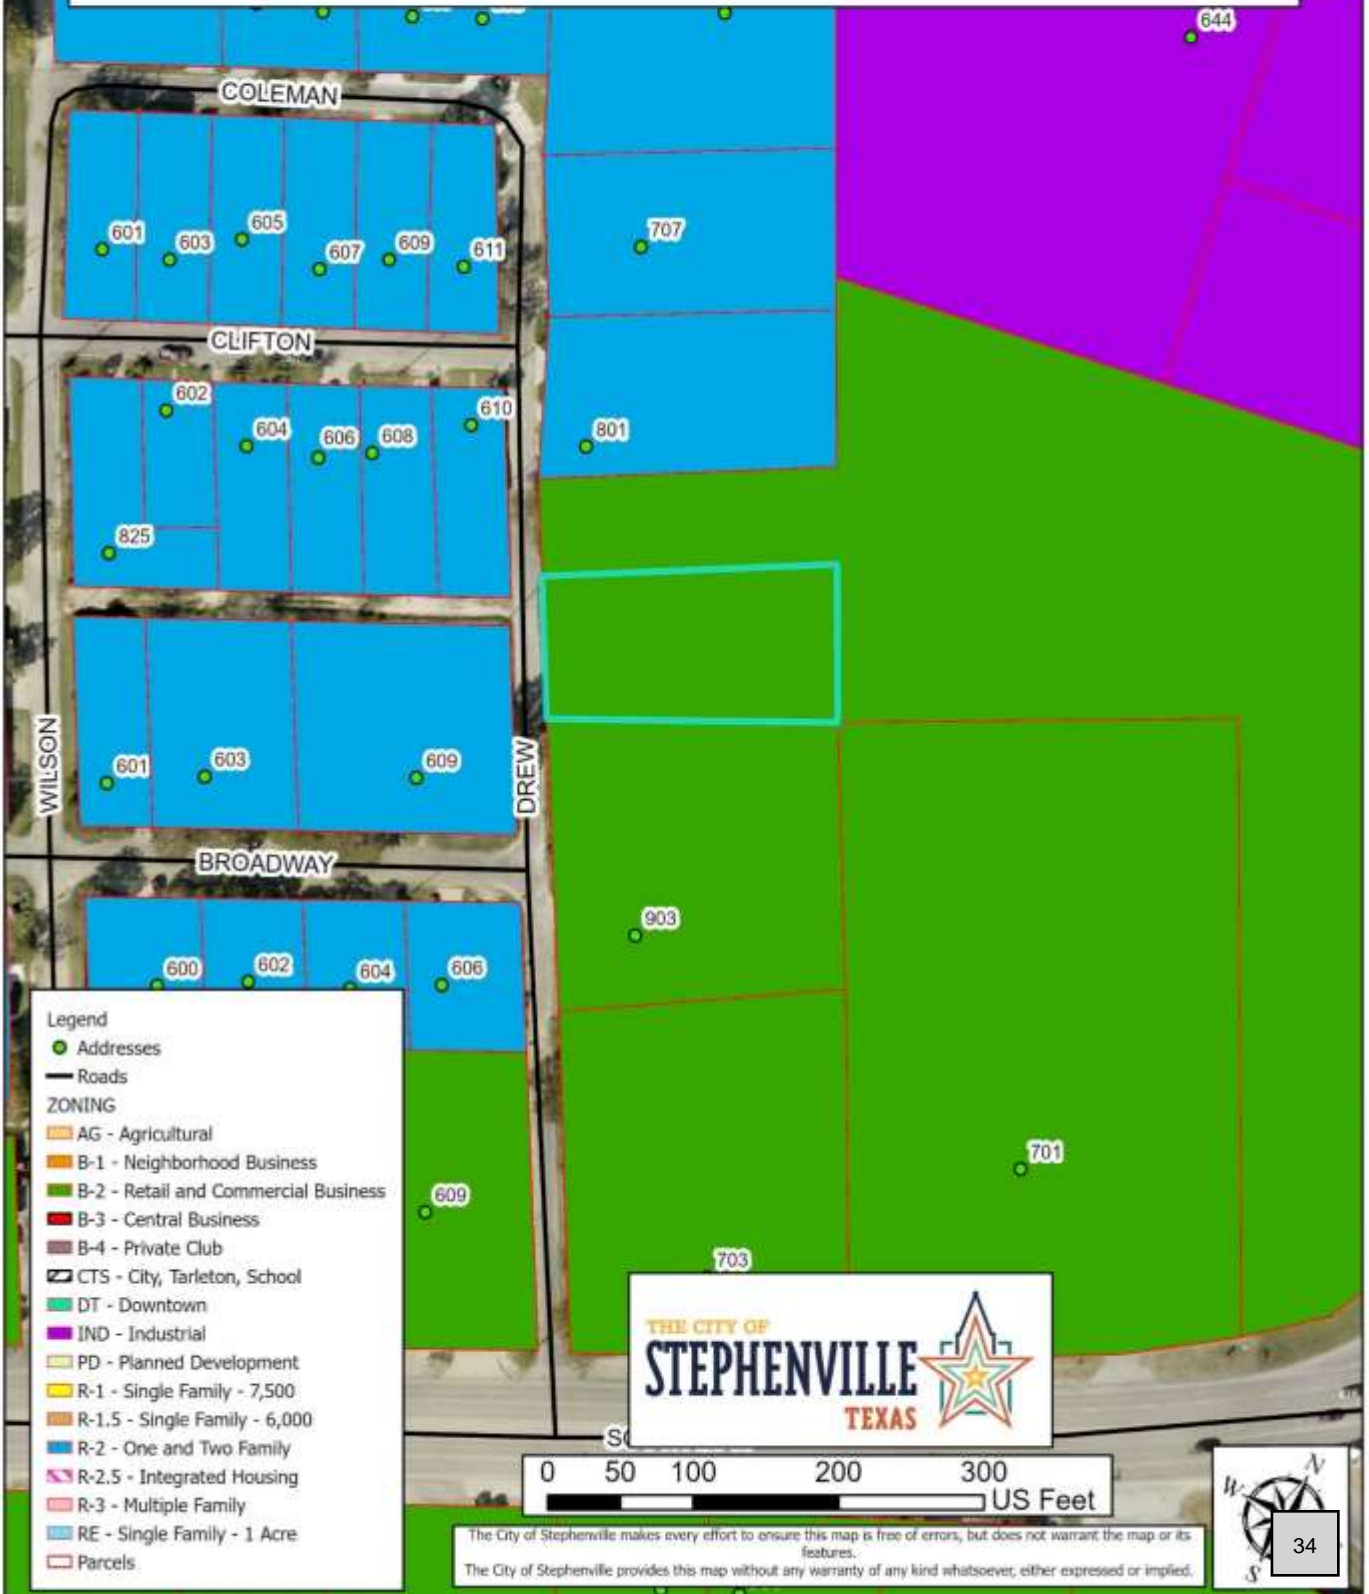 644
COLEMAN
601
603
605
607
609
611
707
CLIFTON
602
604
606
608
610
801
825
WILSON
601
603
609
DREW
BROADWAY
903
600
602
604
606
701
609
703
Legend
Addresses
Roads
ZONING
AG - Agricultural
B-1 - Neighborhood Business
B-2 - Retail and Commercial Business
B-3 - Central Business
B-4 - Private Club
CTS - City, Tarleton, School
DT - Downtown
IND - Industrial
PD - Planned Development
R-1 - Single Family - 7,500
R-1.5 - Single Family - 6,000
R-2 - One and Two Family
R-2.5 - Integrated Housing
R-3 - Multiple Family
RE - Single Family - 1 Acre
Parcels
THE CITY OF
STEPHENVILLE
TEXAS
0 50 100 200 300
US Feet
The City of Stephenville makes every effort to ensure this map is free of errors, but does not warrant the map or its
features.
The City of Stephenville provides this map without any warranty of any kind whatsoever, either expressed or implied.
N
W
S
34